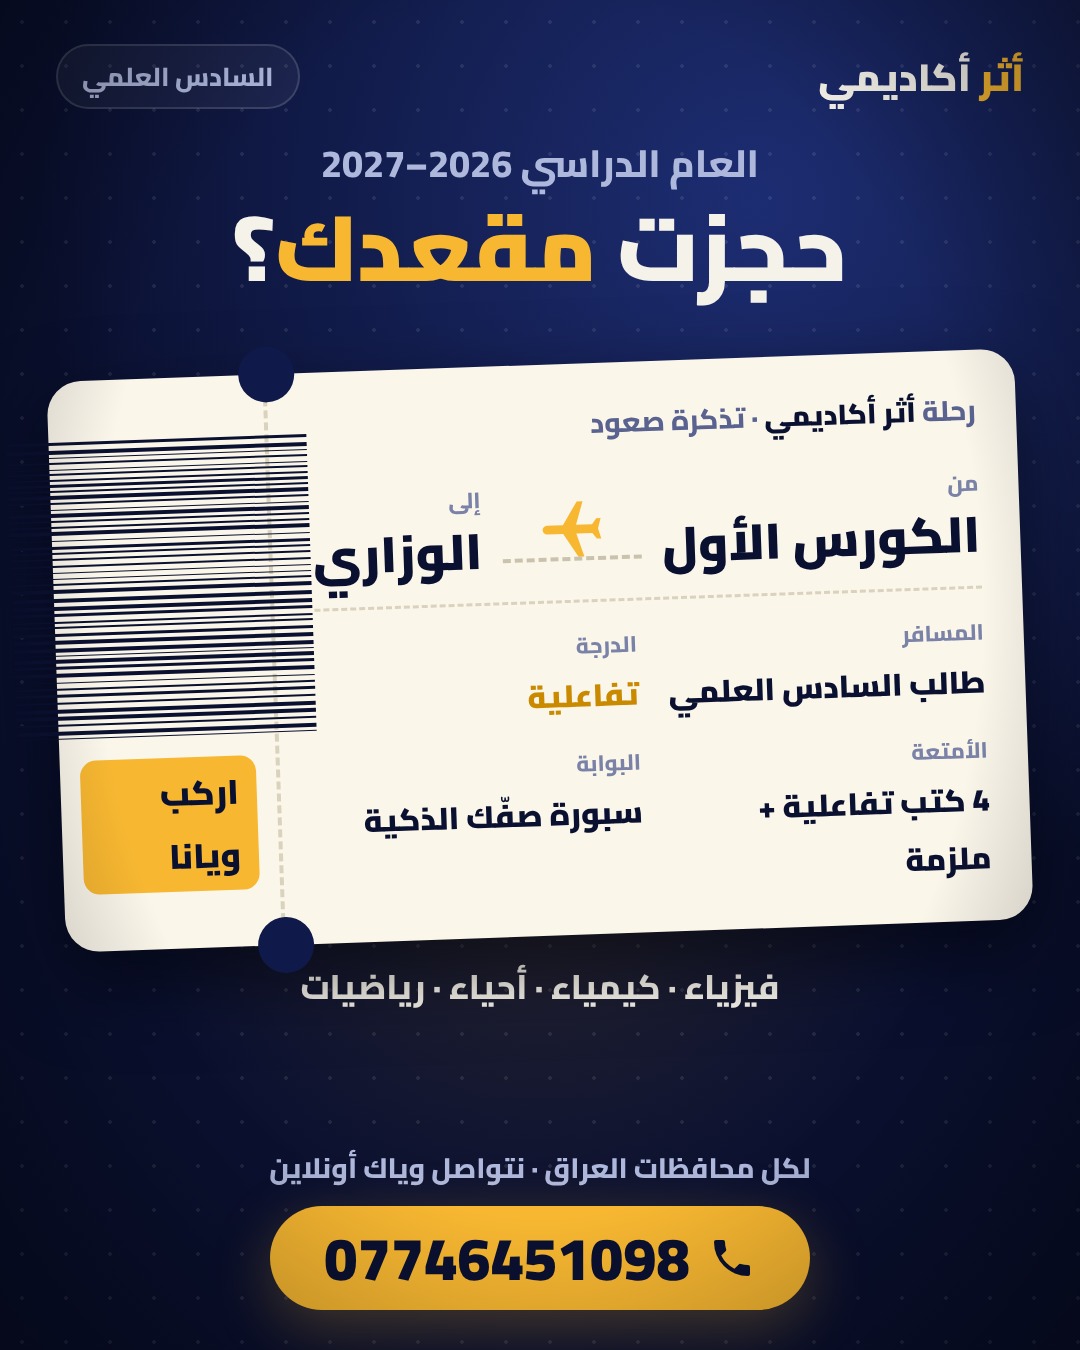 أثر أكاديمي
السادس العلمي
العام الدراسي 2026–2027
حجزت مقعدك؟
رحلة أثر أكاديمي · تذكرة صعود
من
الكورس الأول
إلى
الوزاري
المسافر
طالب السادس العلمي
الدرجة
تفاعلية
الأمتعة
4 كتب تفاعلية +
ملزمة
البوابة
سبورة صفّك الذكية
اركب
ويانا
فيزياء · كيمياء · أحياء · رياضيات
لكل محافظات العراق · نتواصل وياك أونلاين
07746451098